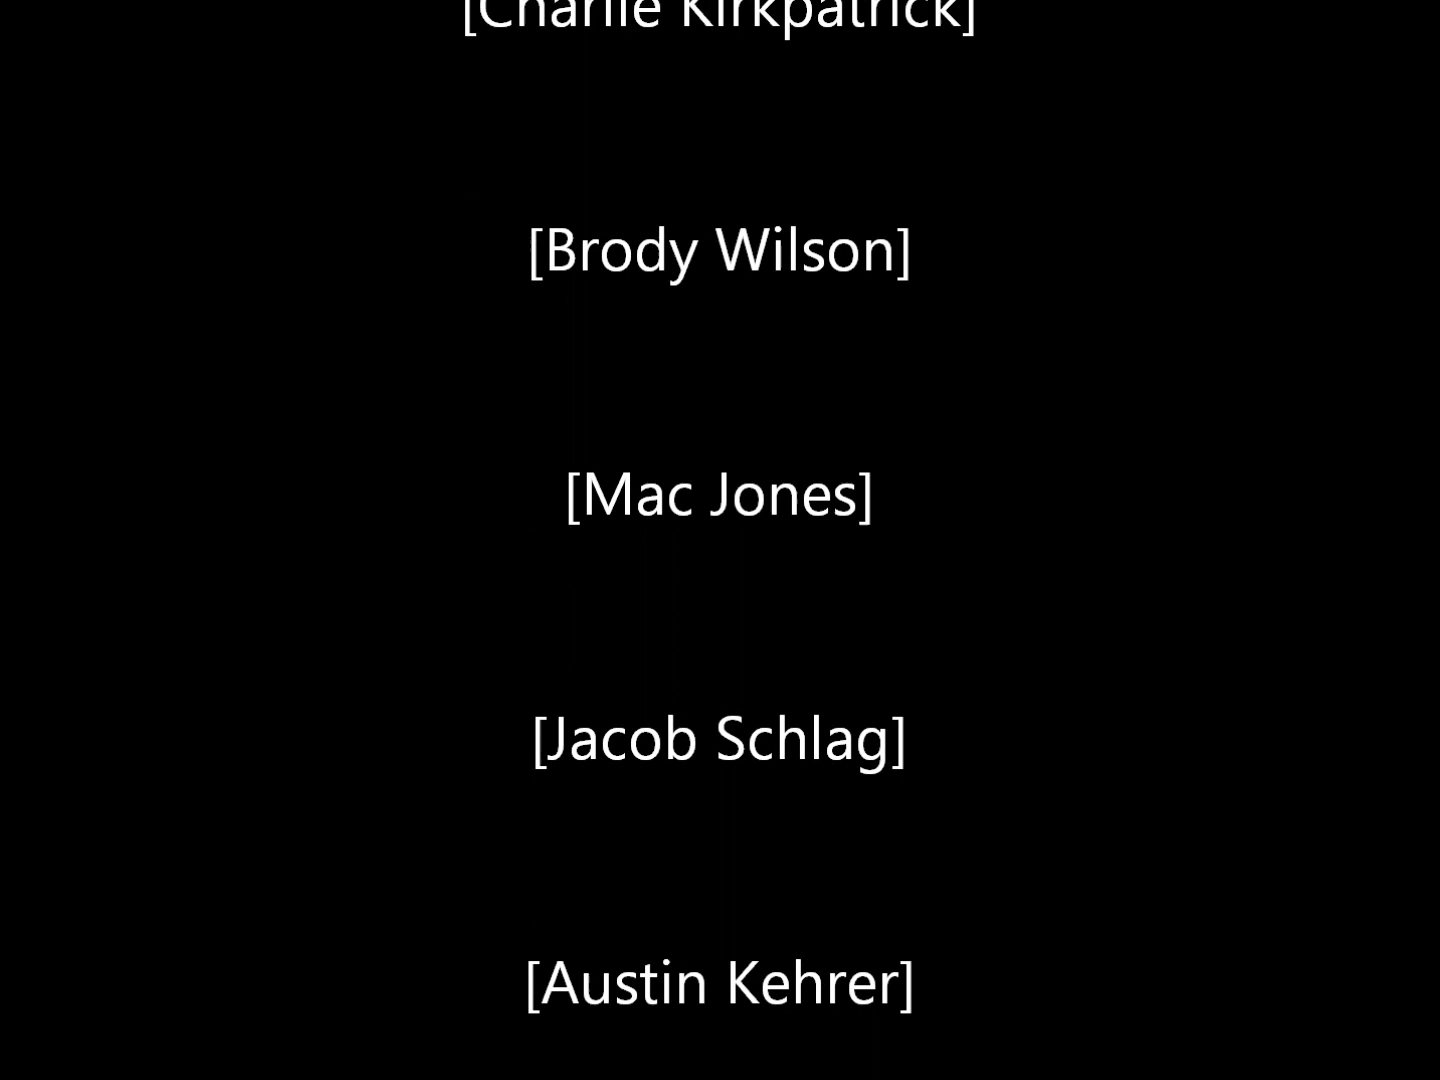 [Charlie Kirkpatrick]
[Brody Wilson]
[Mac Jones]
[Jacob Schlag]
[Austin Kehrer]